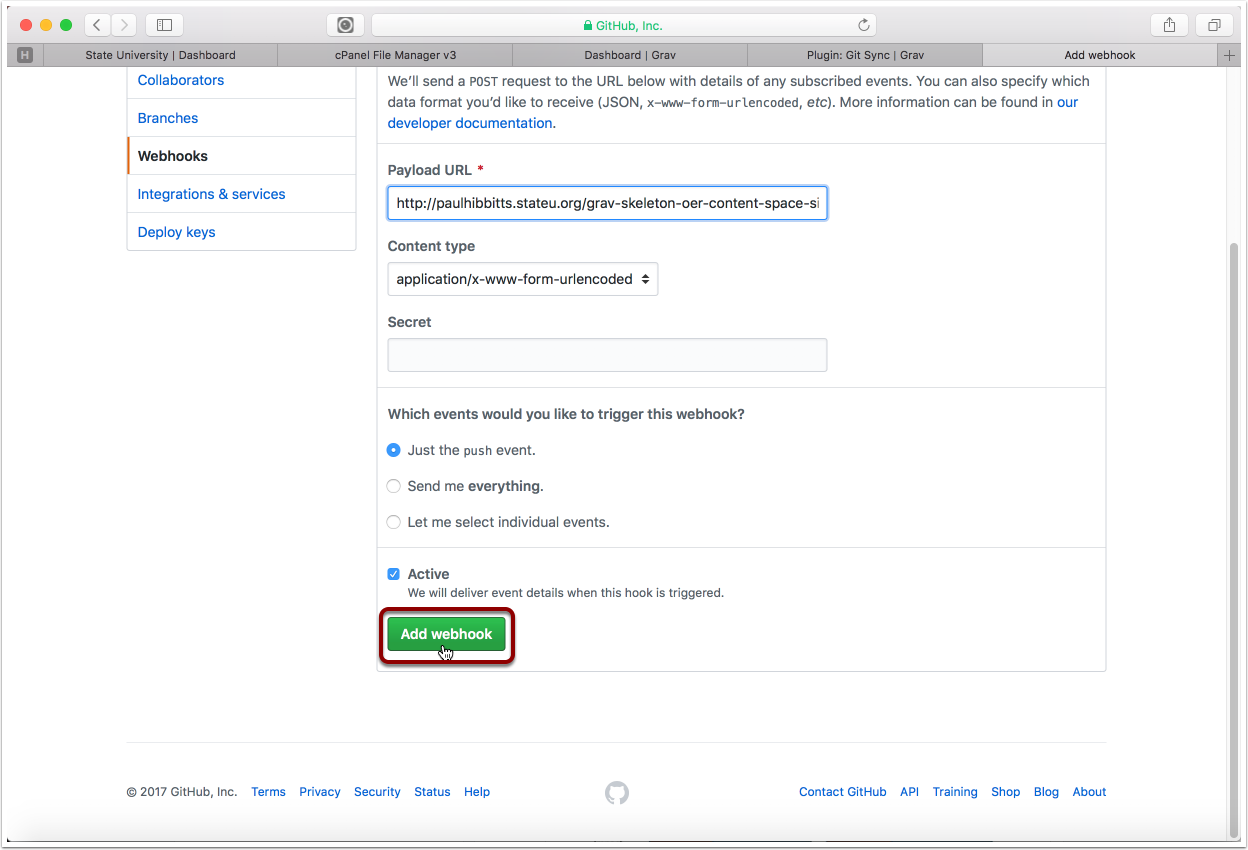 GitHub, Inc.
H
State University | Dashboard
cPanel File Manager v3
Dashboard | Grav
Plugin: Git Sync | Grav
Add webhook
Collaborators
Branches
Webhooks
Integrations & services
Deploy keys
We'll send a POST request to the URL below with details of any subscribed events. You can also specify which
data format you'd like to receive (JSON, x-www-form-urlencoded, etc). More information can be found in our
developer documentation.
Payload URL *
http://paulhibbitts.stateu.org/grav-skeleton-oer-content-space-si
Content type
application/x-www-form-urlencoded
Secret
Which events would you like to trigger this webhook?
Just the push event.
Send me everything.
Let me select individual events.
Active
We will deliver event details when this hook is triggered.
Add webhook
© 2017 GitHub, Inc. Terms Privacy Security Status Help
Contact GitHub API Training Shop Blog About